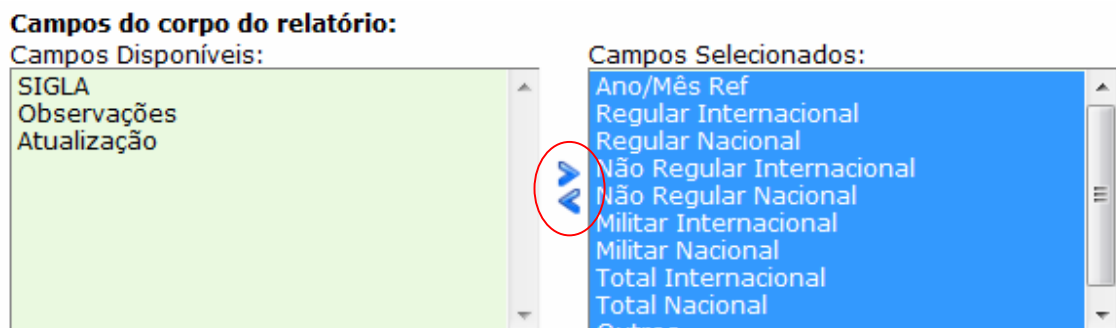 Campos do corpo do relatório:
Campos Disponíveis:
SIGLA
Observações
Atualização
Campos Selecionados:
Ano/Mês Ref
Regular Internacional
Regular Nacional
Não Regular Internacional
Não Regular Nacional
Militar Internacional
Militar Nacional
Total Internacional
Total Nacional